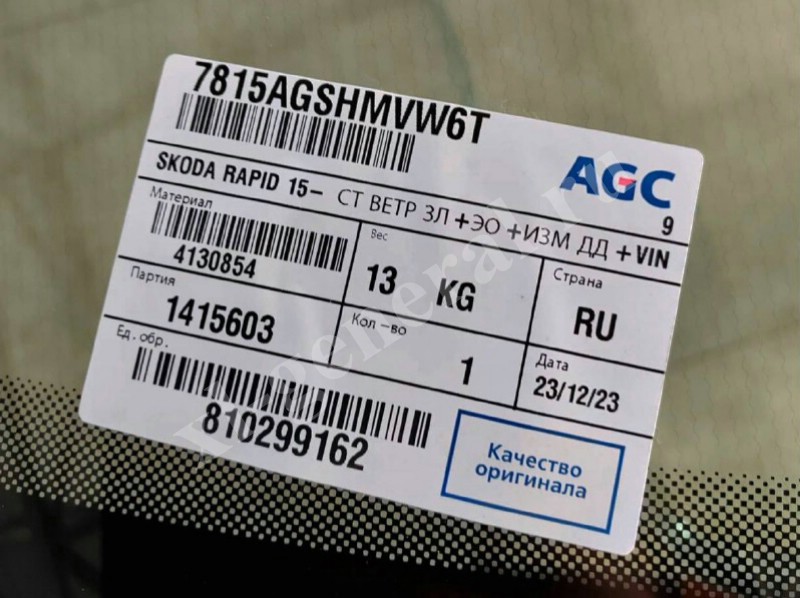 7815AGSHMVW6T
AGC
9
SKODA RAPID 15– СТ ВЕТР ЗЛ +ЭО +ИЗМ ДД +VIN
Материал
4130854
Вес
13 KG
Страна
RU
Партия
1415603
Кол –во
1
Дата
23/12/23
Ед. обр.
810299162
Качество
оригинала